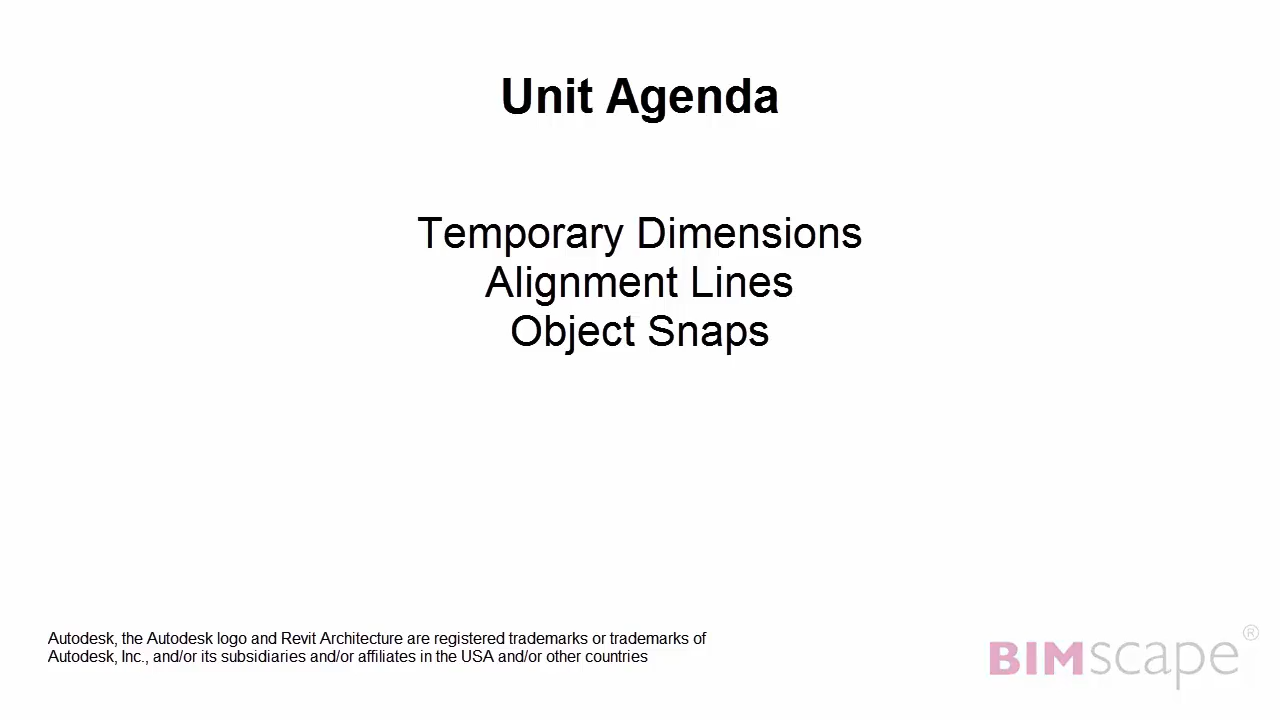 Unit Agenda
Temporary Dimensions
Alignment Lines
Object Snaps
Autodesk, the Autodesk logo and Revit Architecture are registered trademarks or trademarks of
Autodesk, Inc., and/or its subsidiaries and/or affiliates in the USA and/or other countries
BIMscape®